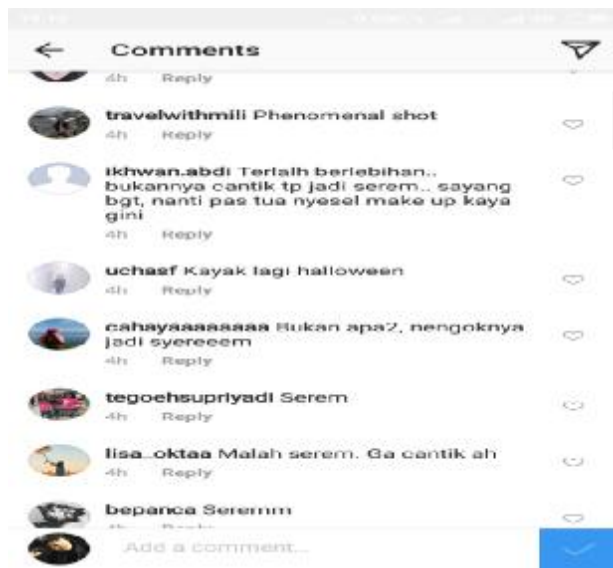 Comments
4h Reply
travelwithmili Phenomenal shot
4h Reply
ikhwan.abdi Terlalh berlebihan..
bukannya cantik tp jadi serem.. sayang
bgt, nanti pas tua nyesel make up kaya
gini
4h Reply
uchasf Kayak lagi halloween
4h Reply
cahayaaaaaaaa Bukan apa2, nengoknya
jadi syereeem
4h Reply
tegoehsupriyadi Serem
4h Reply
lisa_oktaa Malah serem. Ga cantik ah
4h Reply
bepanca Seremm
Add a comment...